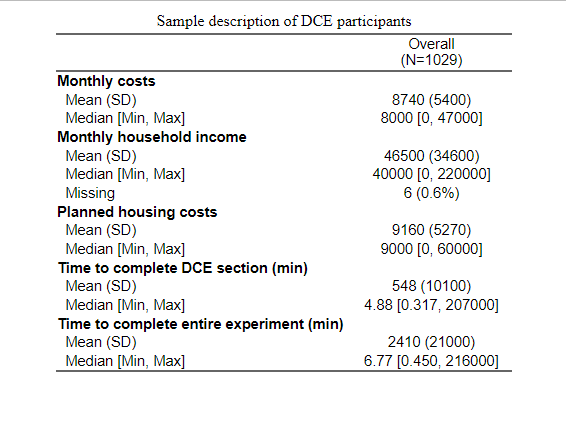 Sample description of DCE participants
Overall
(N=1029)
Monthly costs
Mean (SD) 8740 (5400)
Median [Min, Max] 8000 [0, 47000]
Monthly household income
Mean (SD) 46500 (34600)
Median [Min, Max] 40000 [0, 220000]
Missing 6 (0.6%)
Planned housing costs
Mean (SD) 9160 (5270)
Median [Min, Max] 9000 [0, 60000]
Time to complete DCE section (min)
Mean (SD) 548 (10100)
Median [Min, Max] 4.88 [0.317, 207000]
Time to complete entire experiment (min)
Mean (SD) 2410 (21000)
Median [Min, Max] 6.77 [0.450, 216000]